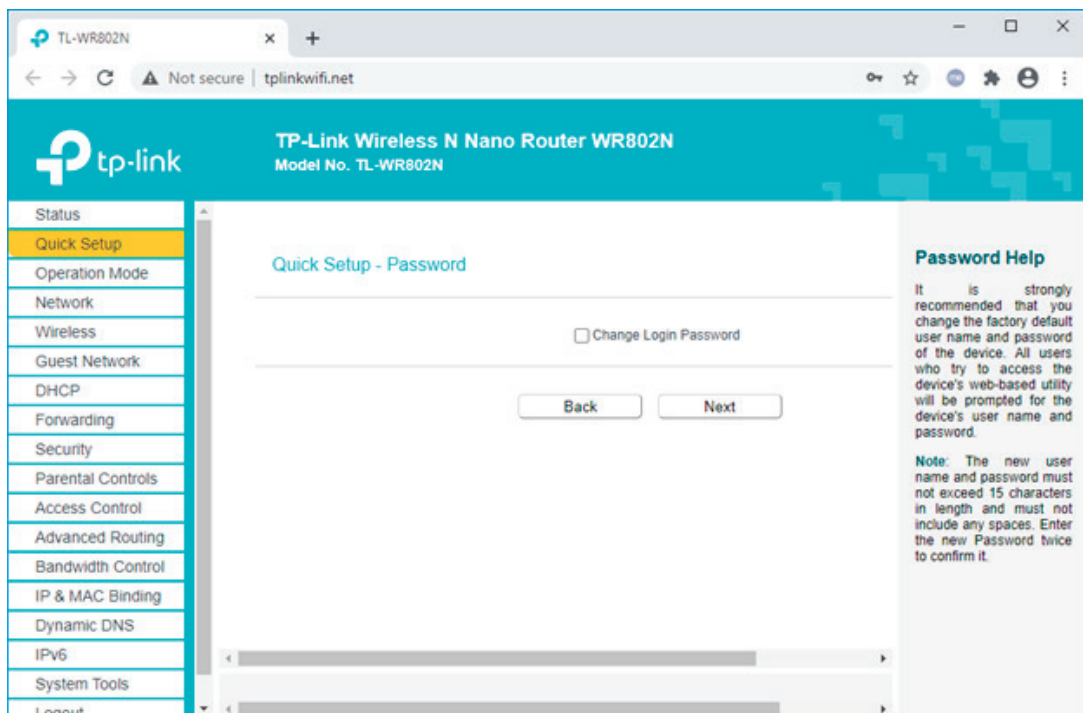 TL-WR802N
Not secure | tplinkwifi.net
tp-link
TP-Link Wireless N Nano Router WR802N
Model No. TL-WR802N
Status
Quick Setup
Operation Mode
Network
Wireless
Guest Network
DHCP
Forwarding
Security
Parental Controls
Access Control
Advanced Routing
Bandwidth Control
IP & MAC Binding
Dynamic DNS
IPv6
System Tools
Logout
Quick Setup - Password
Change Login Password
Back Next
Password Help
It is strongly
recommended that you
change the factory default
user name and password
of the device. All users
who try to access the
device's web-based utility
will be prompted for the
device's user name and
password.
Note: The new user
name and password must
not exceed 15 characters
in length and must not
include any spaces. Enter
the new Password twice
to confirm it.